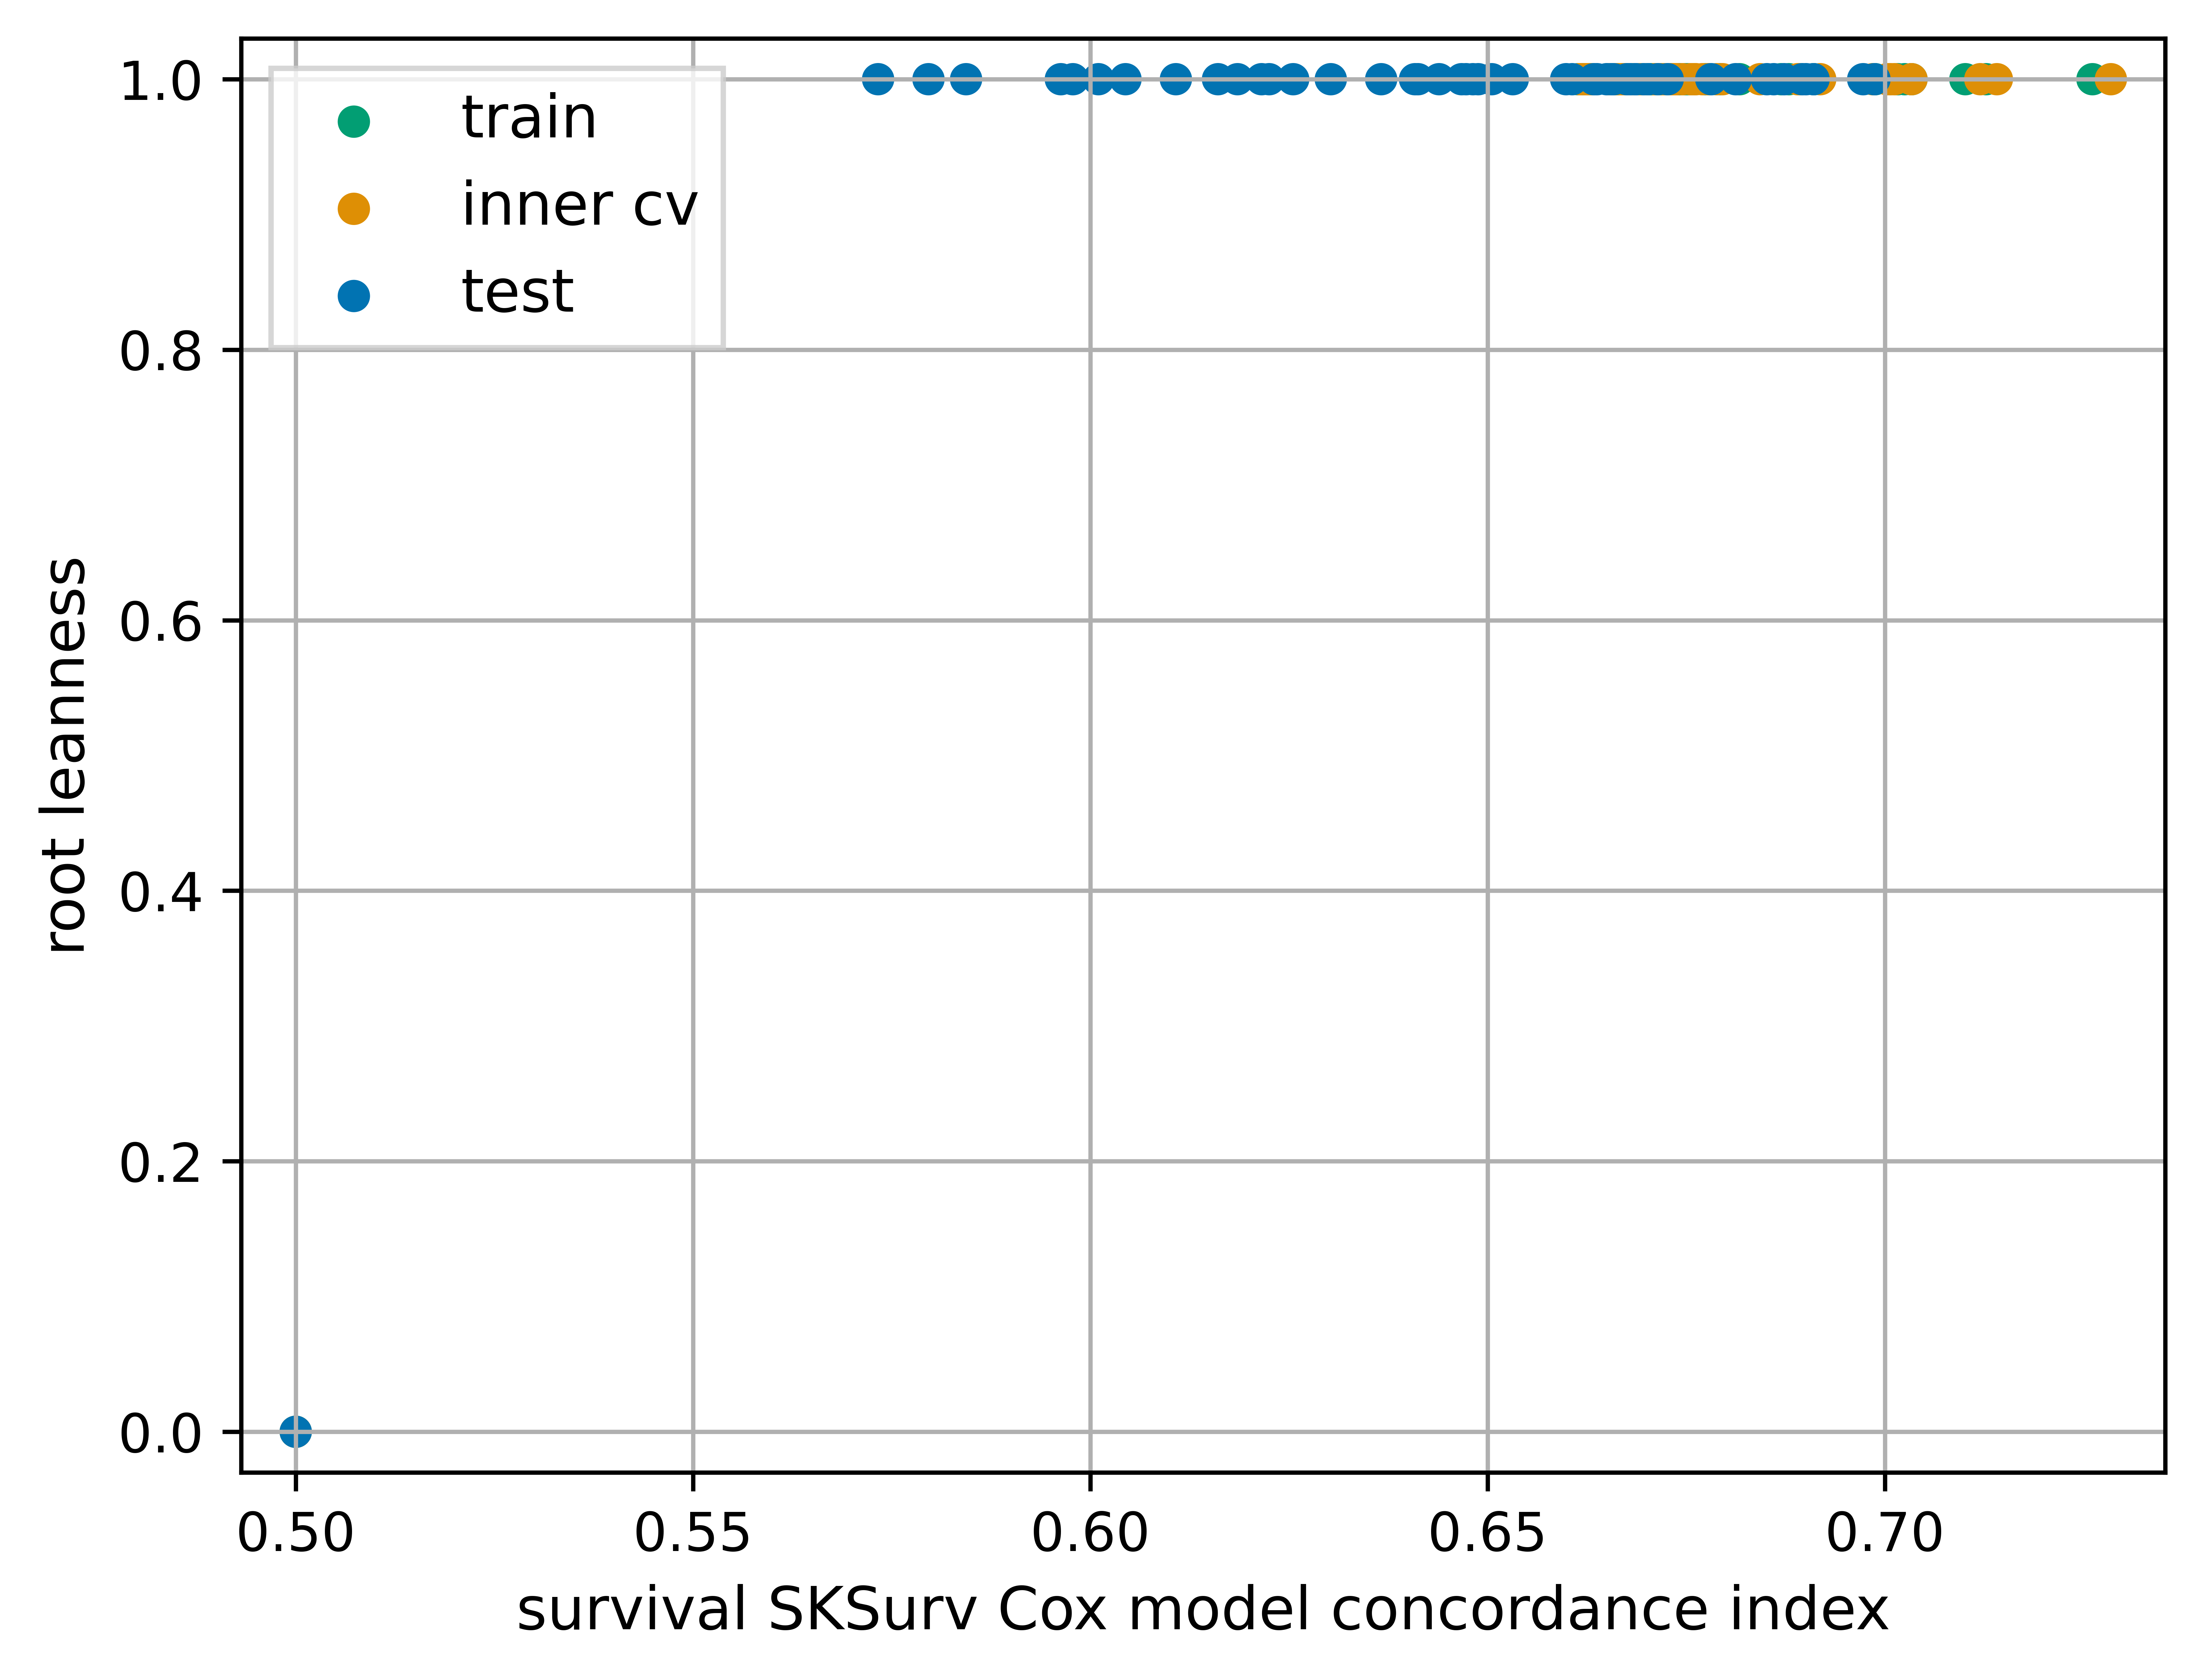 1.0
0.8
0.6
0.4
0.2
0.0
root leanness
train
inner cv
test
0.50 0.55 0.60 0.65 0.70
survival SKSurv Cox model concordance index